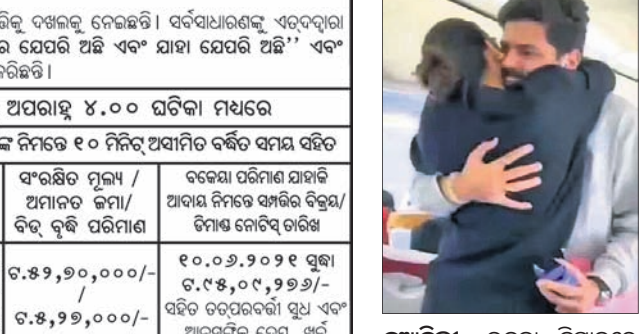 ଦଖଲକୁ ନେଇଛନ୍ତି। ସର୍ବସାଧାରଣଙ୍କୁ ଏତଦ୍ଦ୍ୱାରା
ର ଯେପରି ଅଛି ଏବଂ ଯାହା ଯେପରି ଅଛି’’ ଏବଂ
ଅପରାହ୍ନ ୪.୦୦ ଘଟିକା ମଧ୍ୟରେ
ଙ୍କ ନିମନ୍ତେ ୧୦ ମିନିଟ୍ ଅସୀମିତ ବର୍ଦ୍ଧିତ ସମୟ ସହିତ
ସଂରକ୍ଷିତ ମୂଲ୍ୟ /
ଅମାନତ ଜମା/
ବିଡ୍ ବୃଦ୍ଧି ପରିମାଣ
ବକେୟା ପରିମାଣ ଯାହାକି
ଆଦାୟ ନିମନ୍ତେ ସମ୍ପତ୍ତିର ବିକ୍ରୟ/
ଡିମାଣ୍ଡ ନୋଟିସ୍ ତାରିଖ
ଟ.୫୨,୭୦,୦୦୦/-
/
ଟ.୫,୨୭,୦୦୦/-
୧୦.୦୬.୨୦୨୧ ସୁଦ୍ଧା
ଟ.୯୫,୦୯,୨୭୬/-
ସହିତ ତତ୍‌ପରବର୍ତ୍ତୀ ସୁଧ ଏବଂ